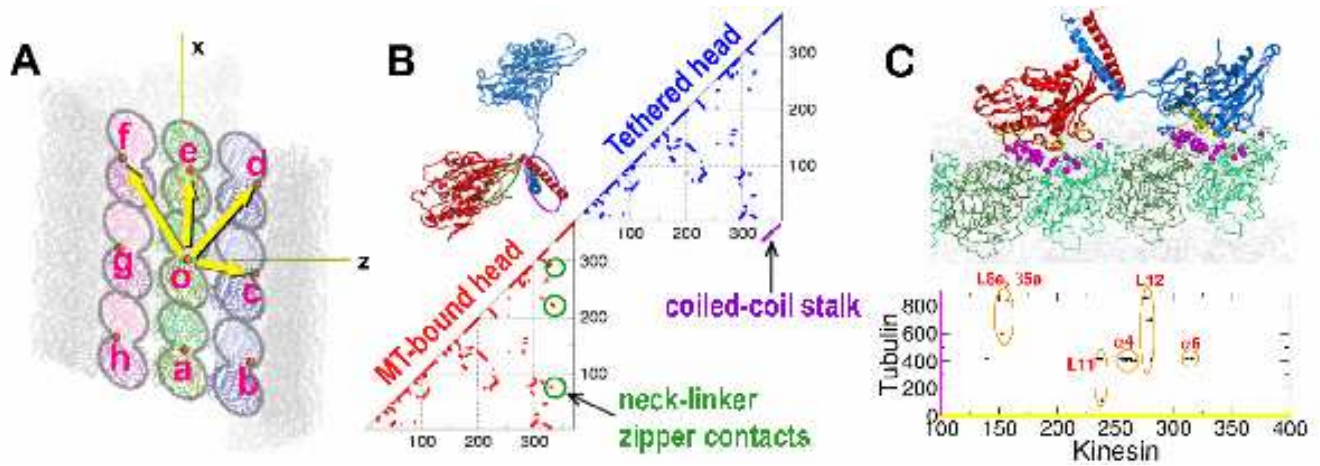 A
x
z
f
e
d
g
o
c
h
a
b
B
Tethered head
MT-bound head
300
200
100
100
200
300
300
200
100
100
200
300
coiled-coil stalk
neck-linker
zipper contacts
C
L12
α4
L11
α6
Tubulin
800
600
400
200
0
100
150
200
250
300
350
400
Kinesin